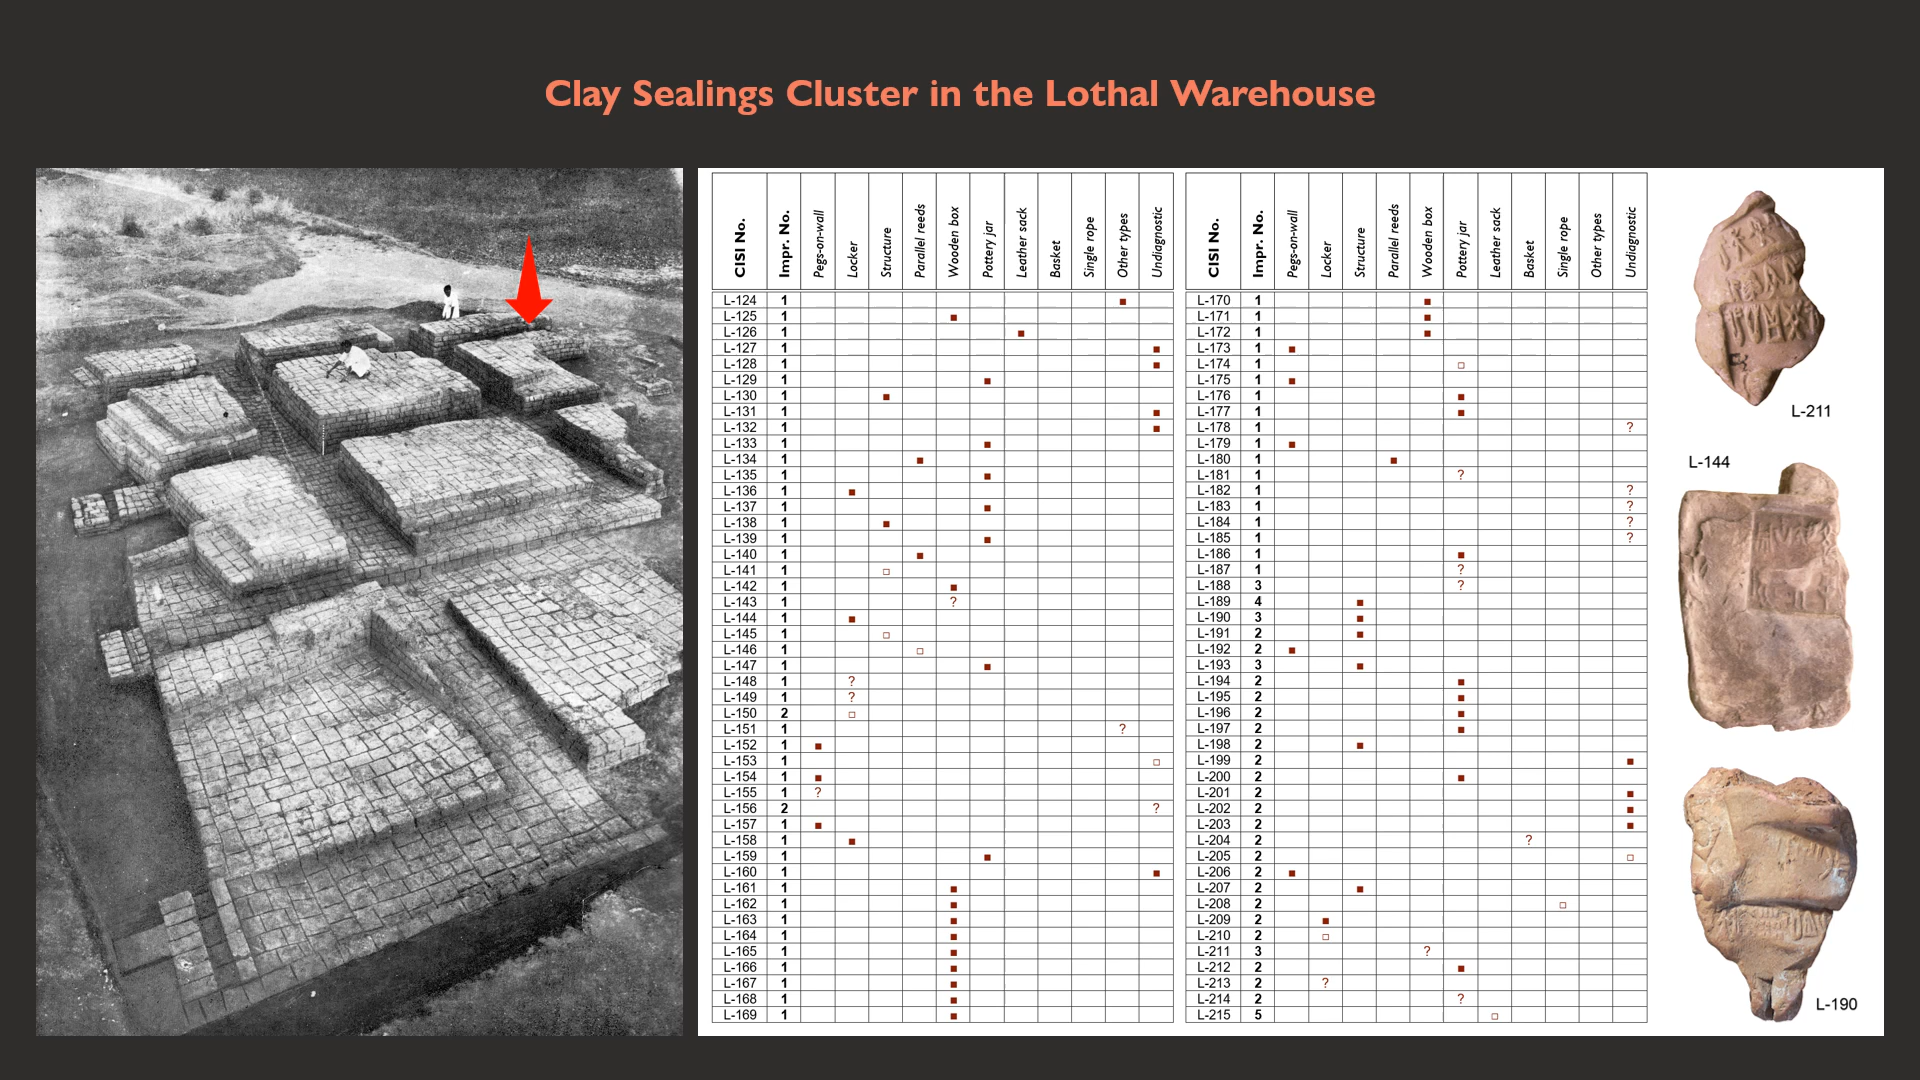 Clay Sealings Cluster in the Lothal Warehouse
CISI No. Impr. No. Pegs-on-wall Locker Structure Parallel reeds Wooden box Pottery jar Leather sack Basket Single rope Other types Undiagnostic
L-124 1 ■
L-125 1 ■
L-126 1 ■
L-127 1 ■
L-128 1 ■
L-129 1 ■
L-130 1 ■
L-131 1 ■
L-132 1 ■
L-133 1 ■
L-134 1 ■
L-135 1 ■
L-136 1 ■
L-137 1 ■
L-138 1 ■
L-139 1 ■
L-140 1 ■
L-141 1 □
L-142 1 ■
L-143 1 ?
L-144 1 ■
L-145 1 □
L-146 1 □
L-147 1 ■
L-148 1 ?
L-149 1 ?
L-150 2 □
L-151 1 ?
L-152 1 ■
L-153 1 □
L-154 1 ■
L-155 1 ?
L-156 2 ?
L-157 1 ■
L-158 1 ■
L-159 1 ■
L-160 1 ■
L-161 1 ■
L-162 1 ■
L-163 1 ■
L-164 1 ■
L-165 1 ■
L-166 1 ■
L-167 1 ■
L-168 1 ■
L-169 1 ■
CISI No. Impr. No. Pegs-on-wall Locker Structure Parallel reeds Wooden box Pottery jar Leather sack Basket Single rope Other types Undiagnostic
L-170 1 ■
L-171 1 ■
L-172 1 ■
L-173 1 ■
L-174 1 □
L-175 1 ■
L-176 1 ■
L-177 1 ■
L-178 1 ?
L-179 1 ■
L-180 1 ■
L-181 1 ?
L-182 1 ?
L-183 1 ?
L-184 1 ?
L-185 1 ?
L-186 1 ■
L-187 1 ?
L-188 3 ?
L-189 4 ■
L-190 3 ■
L-191 2 ■
L-192 2 ■
L-193 3 ■
L-194 2 ■
L-195 2 ■
L-196 2 ■
L-197 2 ■
L-198 2 ■
L-199 2 ■
L-200 2 ■
L-201 2 ■
L-202 2 ■
L-203 2 ■
L-204 2 ?
L-205 2 □
L-206 2 ■
L-207 2 ■
L-208 2 □
L-209 2 ■
L-210 2 □
L-211 3 ?
L-212 2 ■
L-213 2 ?
L-214 2 ?
L-215 5 □
L-211
L-144
L-190